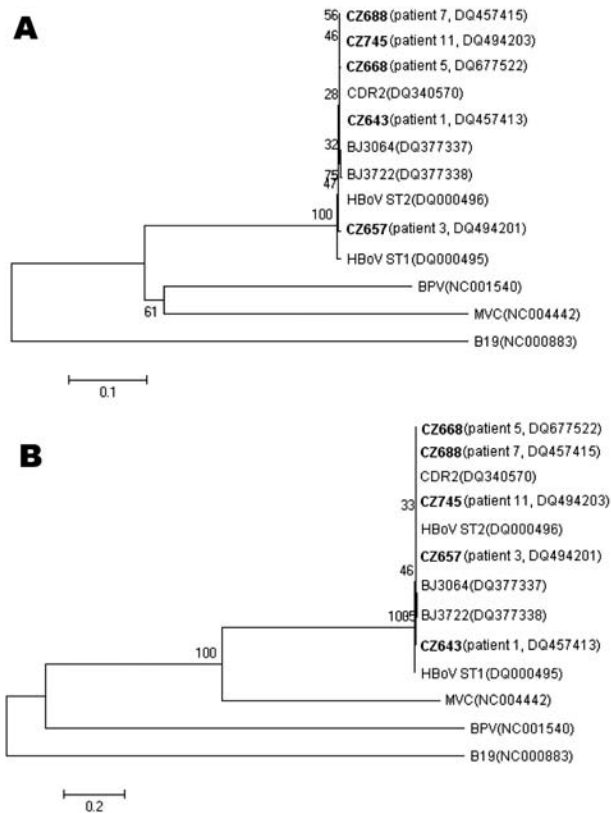 A
56
CZ688(patient 7, DQ457415)
46
CZ745(patient 11, DQ494203)
CZ668(patient 5, DQ677522)
28
CDR2(DQ340570)
CZ643(patient 1, DQ457413)
32
BJ3064(DQ377337)
75
BJ3722(DQ377338)
47
HBoV ST2(DQ000496)
100
CZ657(patient 3, DQ494201)
HBoV ST1(DQ000495)
BPV(NC001540)
61
MVC(NC004442)
B19(NC000883)
0.1
B
CZ668(patient 5, DQ677522)
CZ688(patient 7, DQ457415)
CDR2(DQ340570)
33
CZ745(patient 11, DQ494203)
HBoV ST2(DQ000496)
CZ657(patient 3, DQ494201)
46
BJ3064(DQ377337)
BJ3722(DQ377338)
CZ643(patient 1, DQ457413)
100
HBoV ST1(DQ000495)
MVC(NC004442)
BPV(NC001540)
B19(NC000883)
0.2